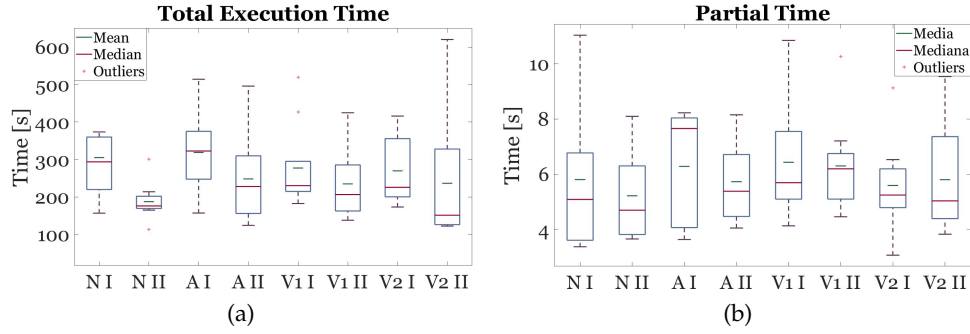 Total Execution Time
Mean
Median
Outliers
Time [s]
600
500
400
300
200
100
N I N II A I A II V1 I V1 II V2 I V2 II
(a)
Partial Time
Media
Mediana
Outliers
Time [s]
10
8
6
4
N I N II A I A II V1 I V1 II V2 I V2 II
(b)